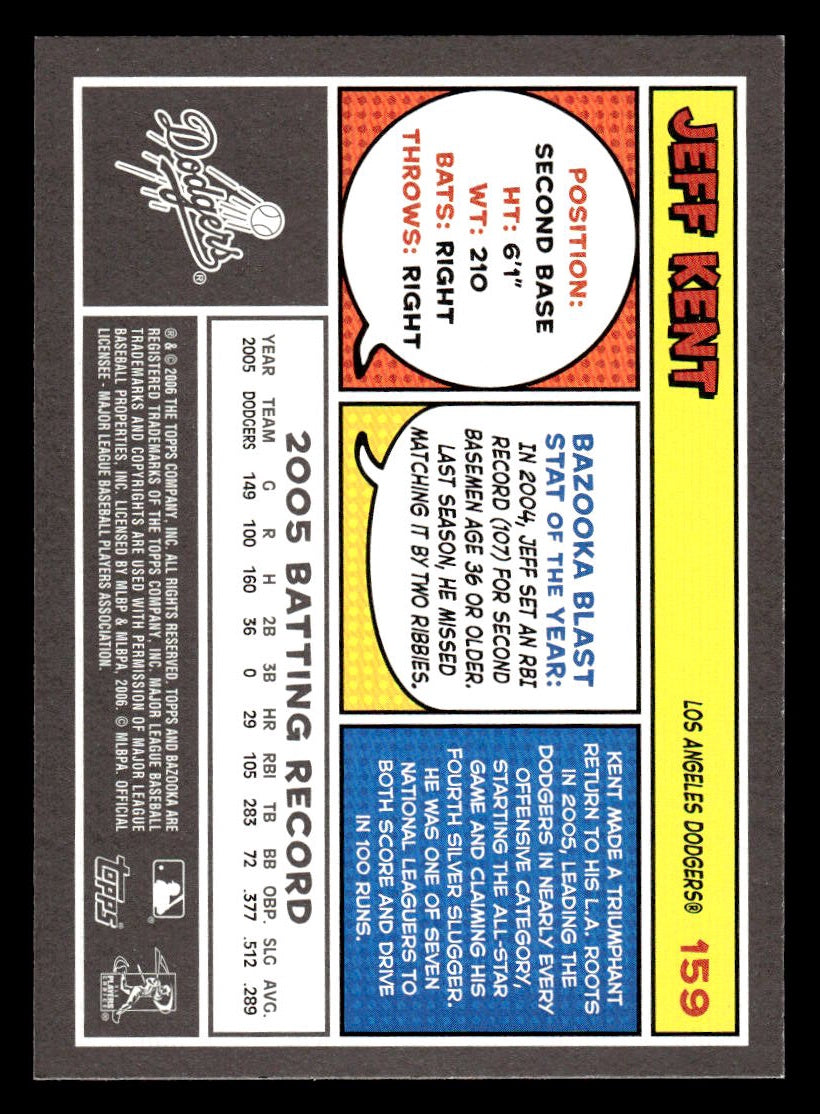 JEFF KENT
LOS ANGELES DODGERS®
159
POSITION:
SECOND BASE
HT: 6'1"
WT: 210
BATS: RIGHT
THROWS: RIGHT
BAZOOKA BLAST
STAT OF THE YEAR:
IN 2004, JEFF SET AN RBI
RECORD (107) FOR SECOND
BASEMEN AGE 36 OR OLDER.
LAST SEASON, HE MISSED
MATCHING IT BY TWO RIBBIES.
KENT MADE A TRIUMPHANT
RETURN TO HIS L.A. ROOTS
IN 2005, LEADING THE
DODGERS IN NEARLY EVERY
OFFENSIVE CATEGORY,
STARTING THE ALL-STAR
GAME AND CLAIMING HIS
FOURTH SILVER SLUGGER.
HE WAS ONE OF SEVEN
NATIONAL LEAGUERS TO
BOTH SCORE AND DRIVE
IN 100 RUNS.
Dodgers®
2005 BATTING RECORD
YEAR TEAM G R H 2B 3B HR RBI TB BB OBP. SLG AVG.
2005 DODGERS 149 100 160 36 0 29 105 283 72 .377 .512 .289
® & © 2006 THE TOPPS COMPANY, INC. ALL RIGHTS RESERVED. TOPPS AND BAZOOKA ARE
REGISTERED TRADEMARKS OF THE TOPPS COMPANY, INC. MAJOR LEAGUE BASEBALL
TRADEMARKS AND COPYRIGHTS ARE USED WITH PERMISSION OF MAJOR LEAGUE
BASEBALL PROPERTIES, INC. LICENSED BY MLBP & MLBPA, 2006. © MLBPA. OFFICIAL
LICENSEE - MAJOR LEAGUE BASEBALL PLAYERS ASSOCIATION.
topps®
PLAYERS
CHOICE